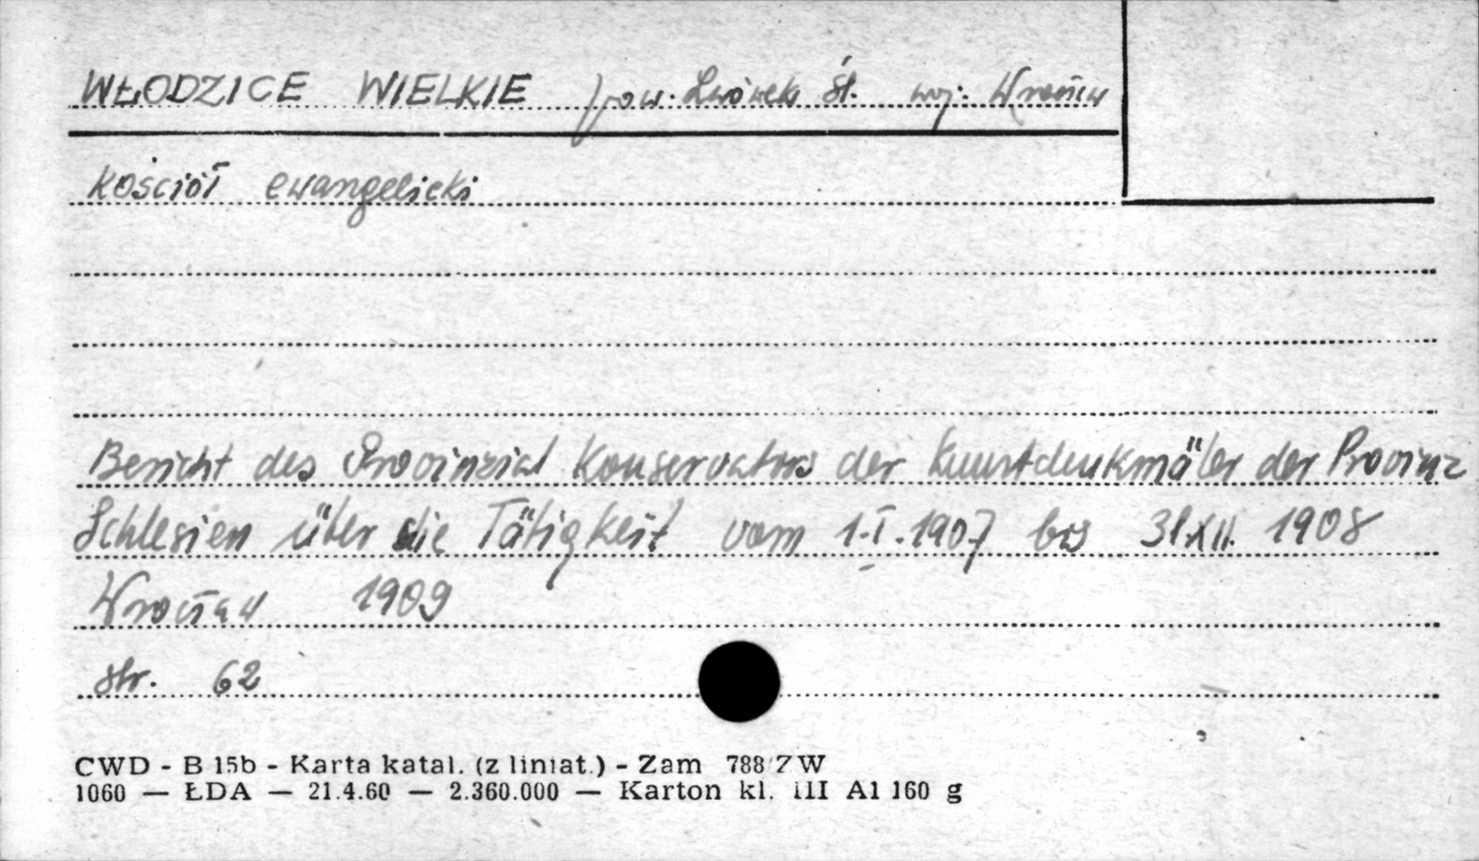 WŁODZICE WIELKIE pow. Lwówek Śl. woj. Wrocław
Kościół ewangelicki
Bericht des Provinzial Konservators der Kunstdenkmäler der Provinz
Schlesien über die Tätigkeit vom 1.I.1907 bis 31.XII. 1908
Wrocław 1909
str. 62
CWD - B 15b - Karta katal. (z liniat.) - Zam 788/ZW
1060 — ŁDA — 21.4.60 — 2.360.000 — Karton kl. III A1 160 g